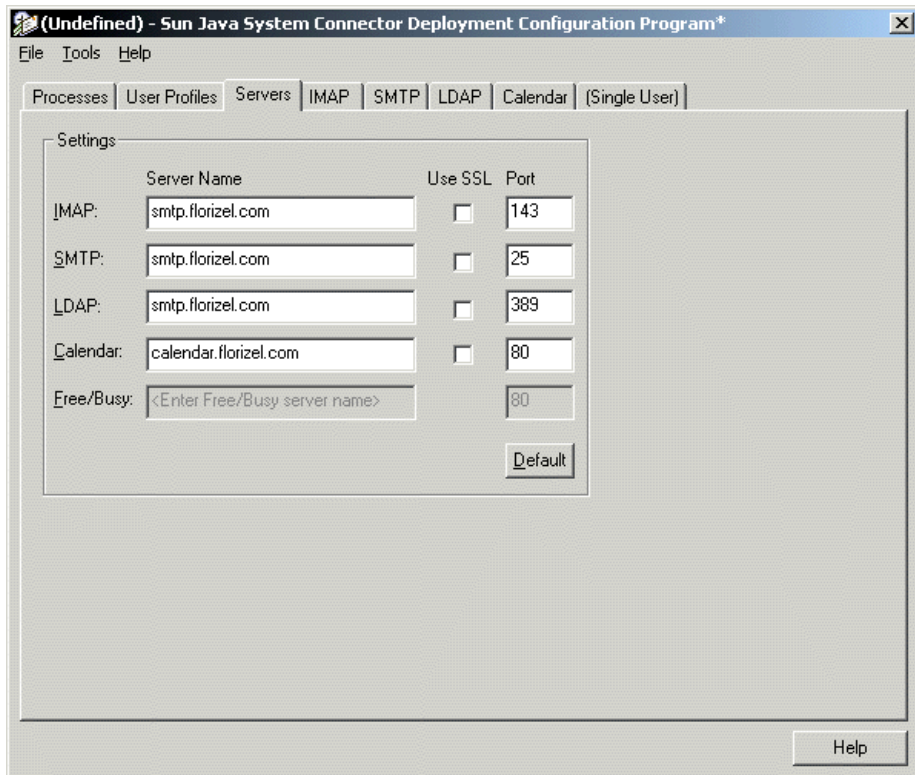 (Undefined) - Sun Java System Connector Deployment Configuration Program*
File Tools Help
Processes User Profiles Servers IMAP SMTP LDAP Calendar (Single User)
Settings
Server Name Use SSL Port
IMAP: smtp.florizel.com 143
SMTP: smtp.florizel.com 25
LDAP: smtp.florizel.com 389
Calendar: calendar.florizel.com 80
Free/Busy: <Enter Free/Busy server name> 80
Default
Help